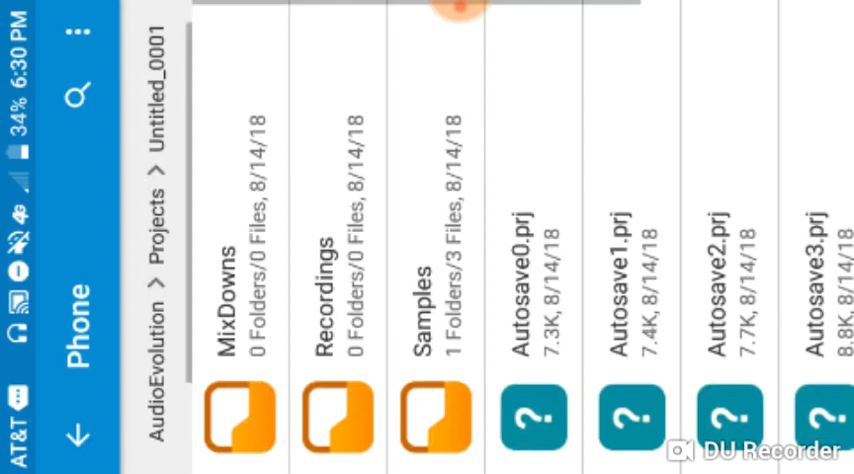 AT&T 4G 34% 6:30 PM
Phone
AudioEvolution > Projects > Untitled_0001
MixDowns
0 Folders/0 Files, 8/14/18
Recordings
0 Folders/0 Files, 8/14/18
Samples
1 Folders/3 Files, 8/14/18
Autosave0.prj
7.3K, 8/14/18
Autosave1.prj
7.4K, 8/14/18
Autosave2.prj
7.7K, 8/14/18
Autosave3.prj
8.8K, 8/14/18
DU Recorder